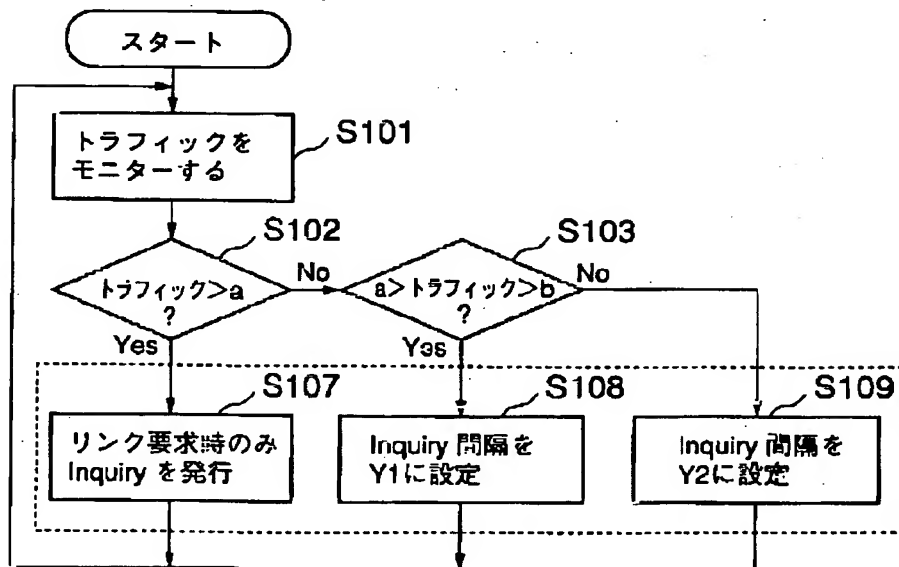 スタート
トラフィックを
モニターする
S101
S102
トラフィック>a
?
No
Yes
S103
a>トラフィック>b
?
No
Yes
S107
リンク要求時のみ
Inquiry を発行
S108
Inquiry 間隔を
Y1に設定
S109
Inquiry 間隔を
Y2に設定